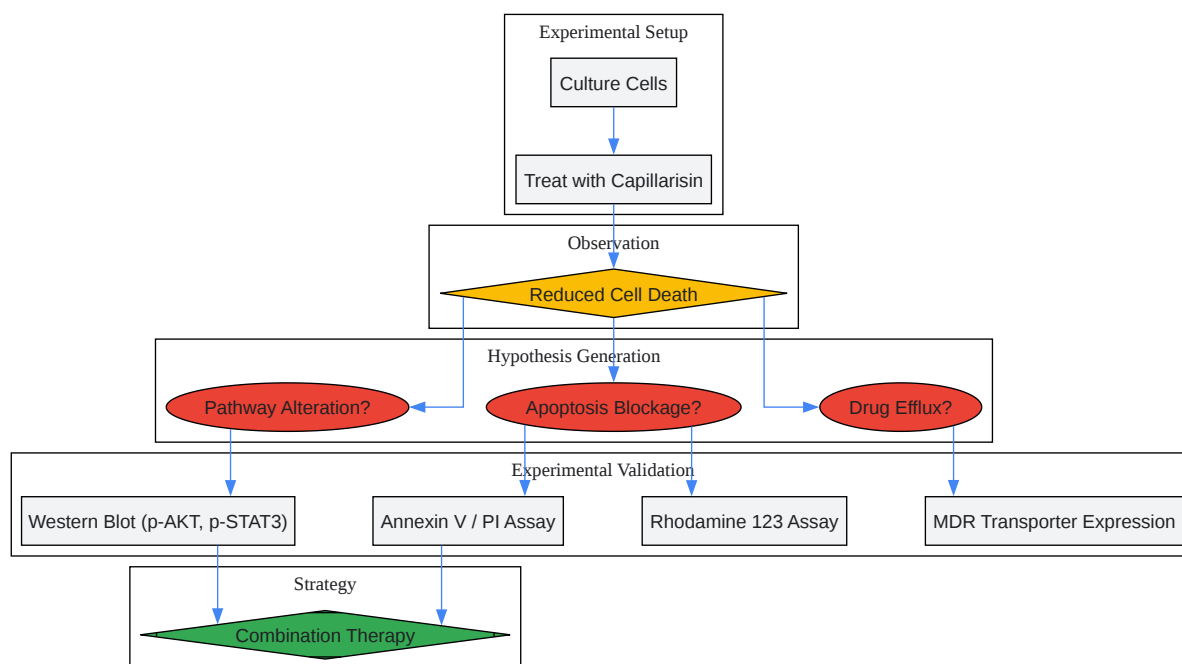 Experimental Setup
Culture Cells
Treat with Capillarisin
Observation
Reduced Cell Death
Hypothesis Generation
Pathway Alteration?
Apoptosis Blockage?
Drug Efflux?
Experimental Validation
Western Blot (p-AKT, p-STAT3)
Annexin V / PI Assay
Rhodamine 123 Assay
MDR Transporter Expression
Strategy
Combination Therapy